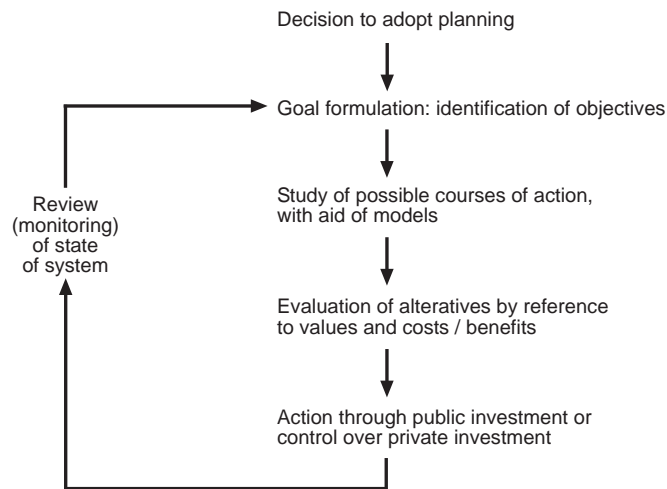 Decision to adopt planning
Goal formulation: identification of objectives
Study of possible courses of action,
with aid of models
Review
(monitoring)
of state
of system
Evaluation of alteratives by reference
to values and costs / benefits
Action through public investment or
control over private investment